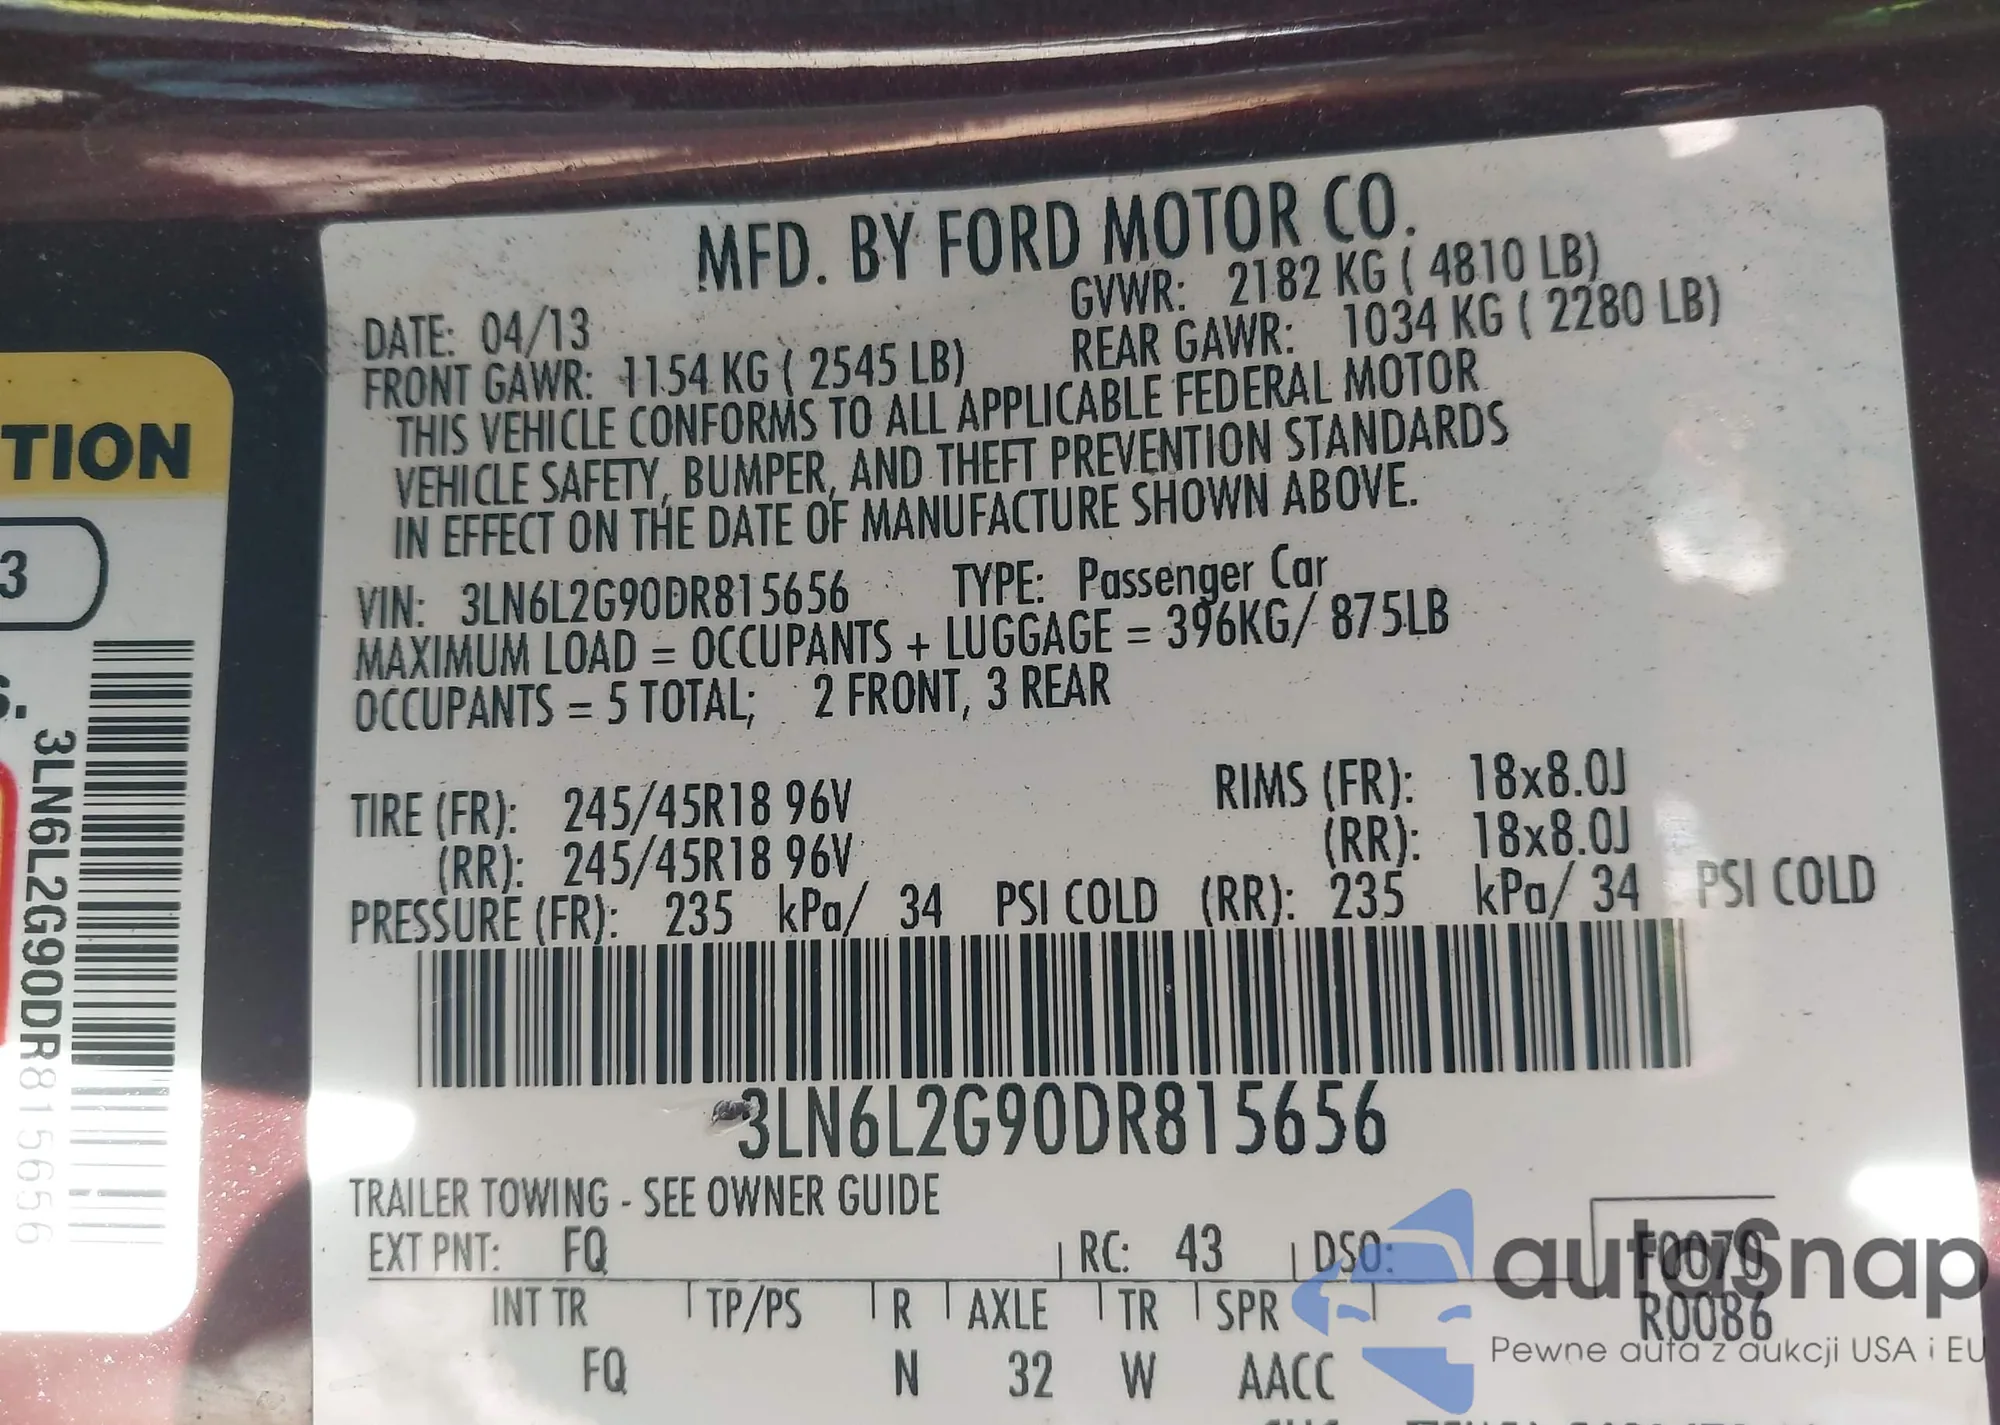 MFD. BY FORD MOTOR CO.
DATE: 04/13
GVWR: 2182 KG ( 4810 LB)
FRONT GAWR: 1154 KG ( 2545 LB)
REAR GAWR: 1034 KG ( 2280 LB)
THIS VEHICLE CONFORMS TO ALL APPLICABLE FEDERAL MOTOR
VEHICLE SAFETY, BUMPER, AND THEFT PREVENTION STANDARDS
IN EFFECT ON THE DATE OF MANUFACTURE SHOWN ABOVE.
VIN: 3LN6L2G90DR815656 TYPE: Passenger Car
MAXIMUM LOAD = OCCUPANTS + LUGGAGE = 396KG/ 875LB
OCCUPANTS = 5 TOTAL; 2 FRONT, 3 REAR
TIRE (FR): 245/45R18 96V RIMS (FR): 18x8.0J
(RR): 245/45R18 96V (RR): 18x8.0J
PRESSURE (FR): 235 kPa/ 34 PSI COLD (RR): 235 kPa/ 34 PSI COLD
3LN6L2G90DR815656
TRAILER TOWING - SEE OWNER GUIDE
EXT PNT: FQ RC: 43 DSO: F0070
INT TR TP/PS R AXLE TR SPR R0086
FQ N 32 W AACC
TION
3
S.
3LN6L2G90DR815656
autoSnap
Pewne auta z aukcji USA i EU